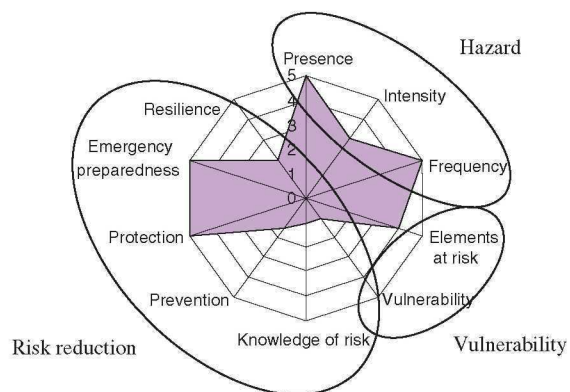 Hazard
Presence
5
4
3
2
1
0
Intensity
Resilience
Emergency
preparedness
Frequency
Elements
at risk
Protection
Prevention
Vulnerability
Knowledge of risk
Risk reduction
Vulnerability